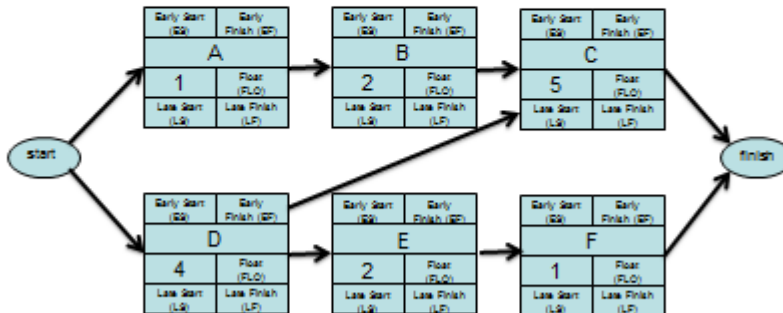 Early Start
(ES)
Early
Finish (EF)
A
1
Float
(FLO)
Late Start
(LS)
Late Finish
(LF)
Early Start
(ES)
Early
Finish (EF)
B
2
Float
(FLO)
Late Start
(LS)
Late Finish
(LF)
Early Start
(ES)
Early
Finish (EF)
C
5
Float
(FLO)
Late Start
(LS)
Late Finish
(LF)
start
finish
Early Start
(ES)
Early
Finish (EF)
D
4
Float
(FLO)
Late Start
(LS)
Late Finish
(LF)
Early Start
(ES)
Early
Finish (EF)
E
2
Float
(FLO)
Late Start
(LS)
Late Finish
(LF)
Early Start
(ES)
Early
Finish (EF)
F
1
Float
(FLO)
Late Start
(LS)
Late Finish
(LF)